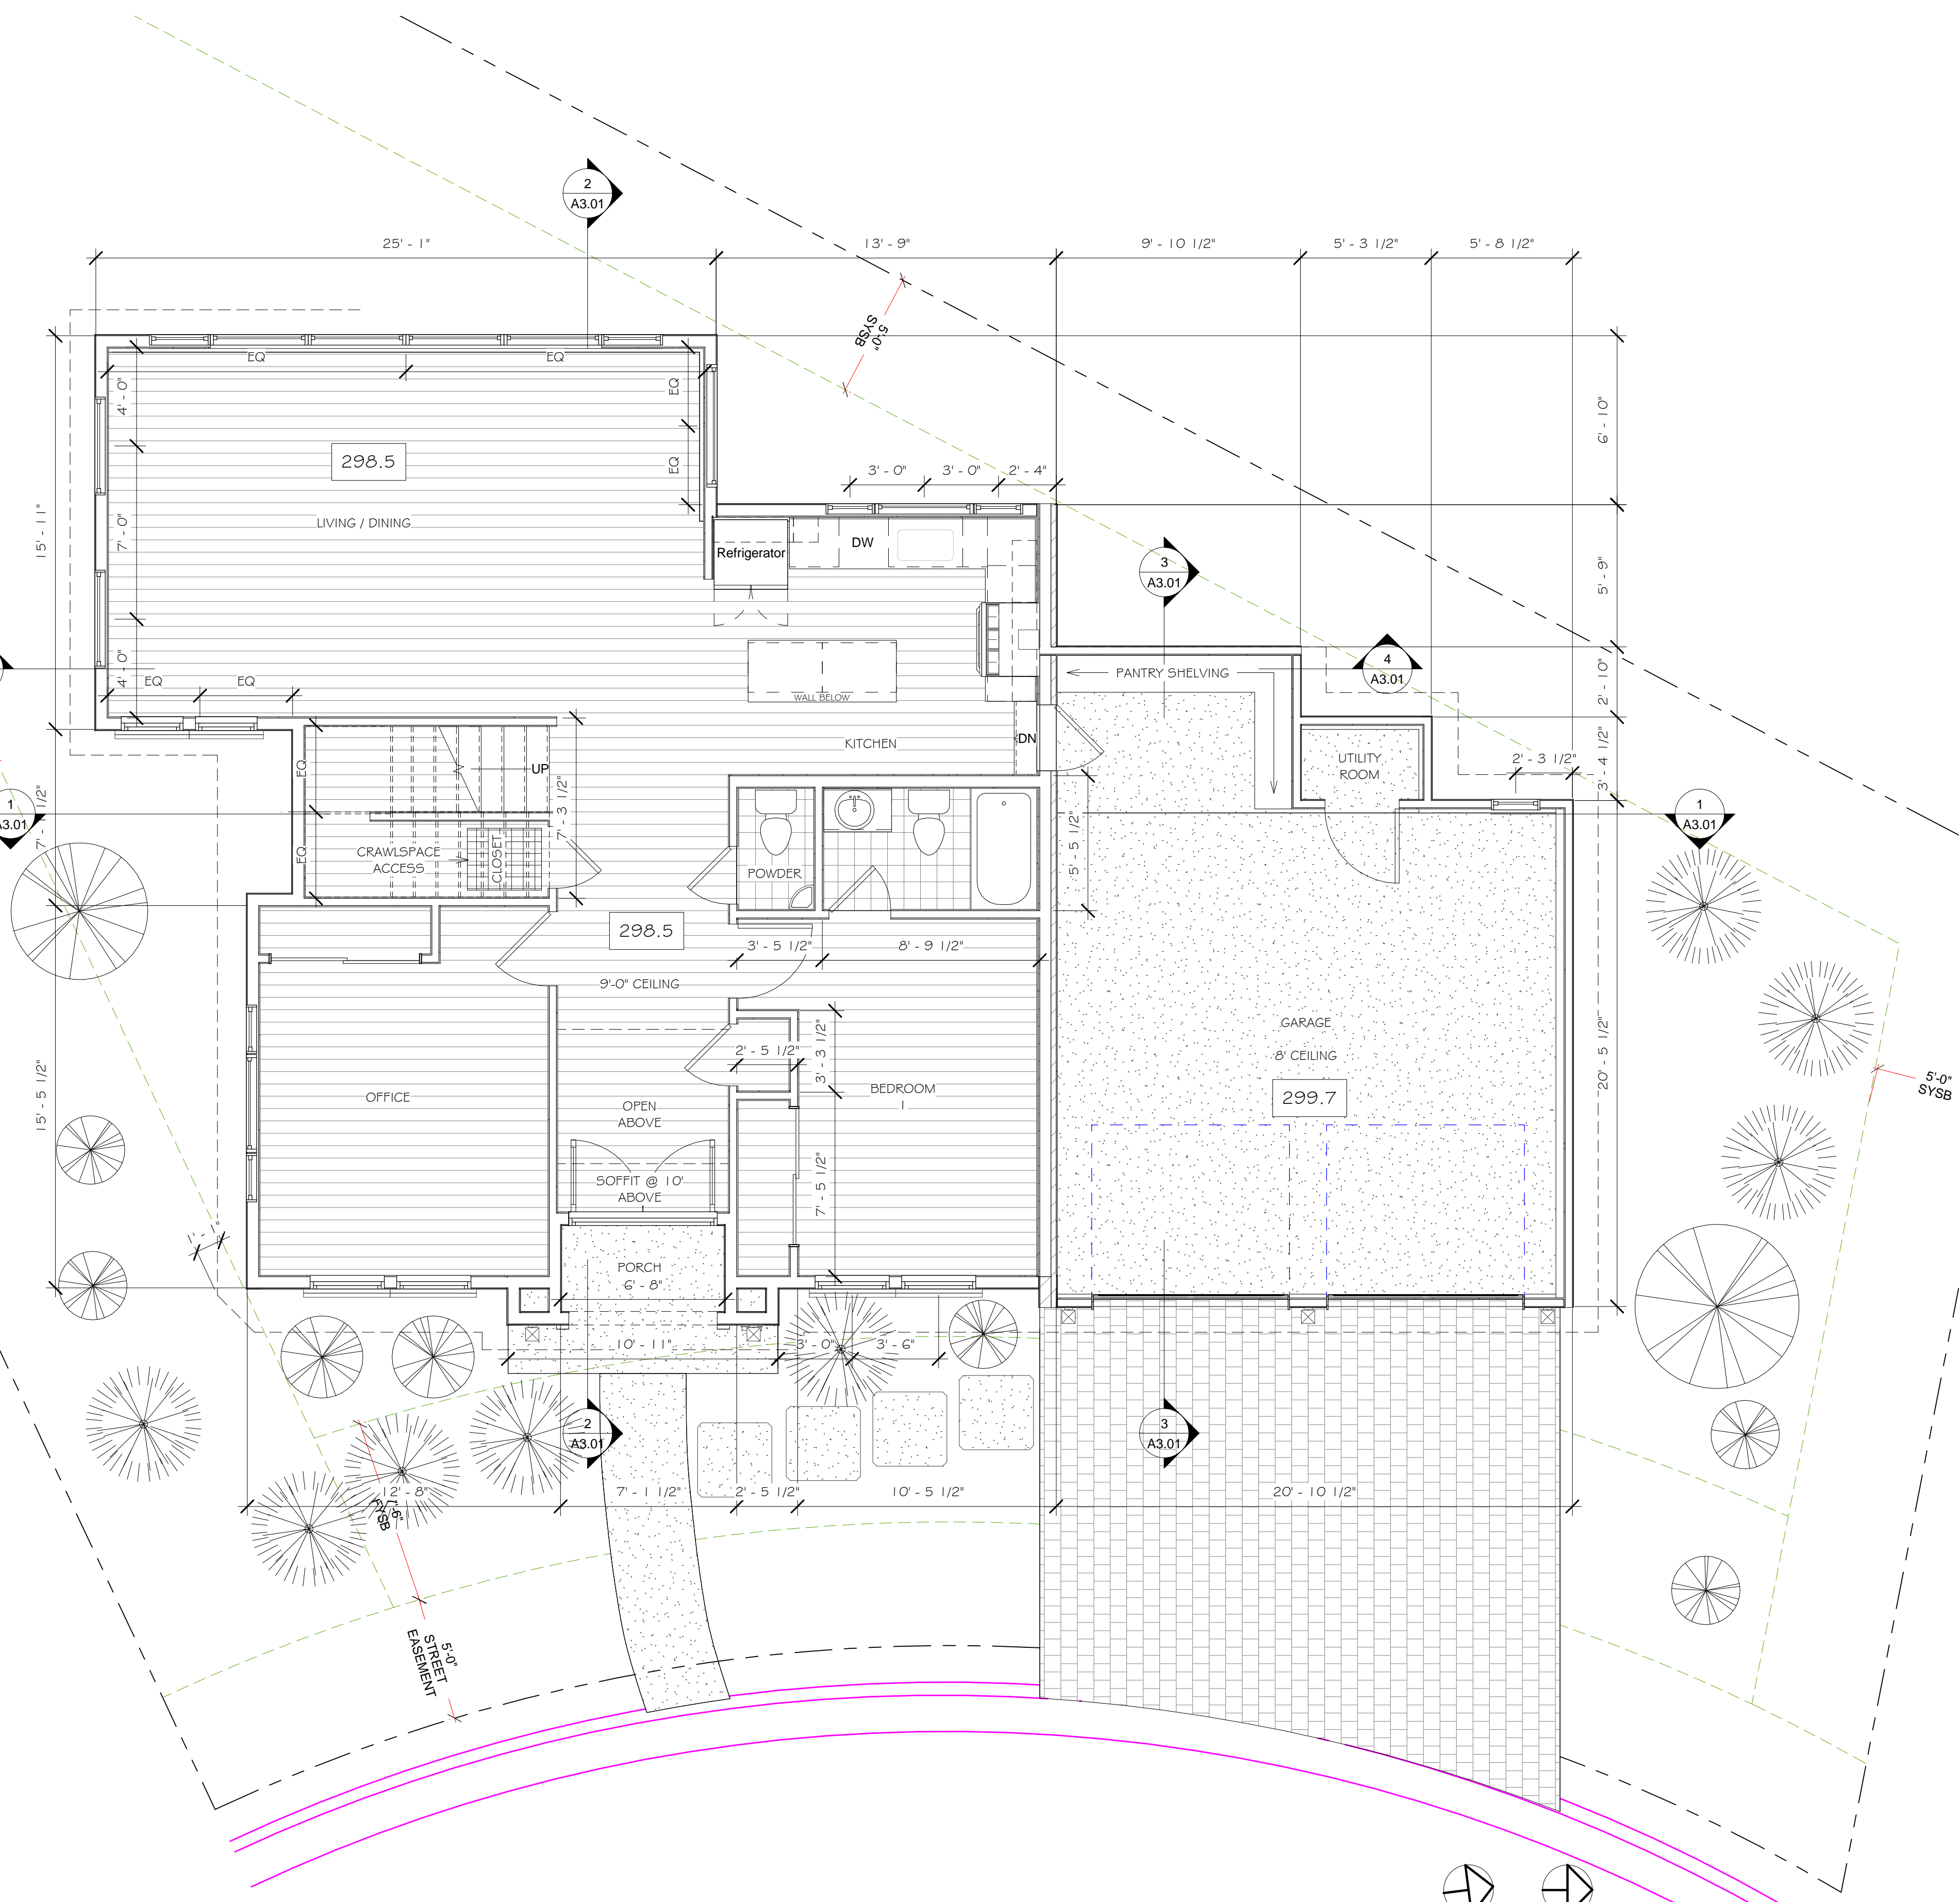 2
A3.01
25' - 1"
13' - 9"
9' - 10 1/2"
5' - 3 1/2"
5' - 8 1/2"
5'-0"
SYSB
EQ
EQ
4' - 0"
EQ
6' - 10"
298.5
EQ
3' - 0"
3' - 0"
2' - 4"
LIVING / DINING
7' - 0"
15' - 11"
Refrigerator
DW
3
A3.01
5' - 9"
4' - 0"
EQ
EQ
WALL BELOW
PANTRY SHELVING
4
A3.01
2' - 10"
KITCHEN
DN
UP
EQ
7' - 3 1/2"
UTILITY
ROOM
2' - 3 1/2"
3' - 4 1/2"
1
A3.01
1
A3.01
EQ
CRAWLSPACE
ACCESS
CLOSET
POWDER
5' - 5 1/2"
298.5
3' - 5 1/2"
8' - 9 1/2"
9'-0" CEILING
GARAGE
8' CEILING
299.7
20' - 5 1/2"
3' - 3 1/2"
2' - 5 1/2"
5'-0"
SYSB
15' - 5 1/2"
OFFICE
OPEN
ABOVE
BEDROOM
1
SOFFIT @ 10'
ABOVE
7' - 5 1/2"
PORCH
6' - 8"
10' - 11"
3' - 0"
3' - 6"
2
A3.01
3
A3.01
12' - 8"
7' - 1 1/2"
2' - 5 1/2"
10' - 5 1/2"
20' - 10 1/2"
FYSB
5'-0"
STREET
EASEMENT